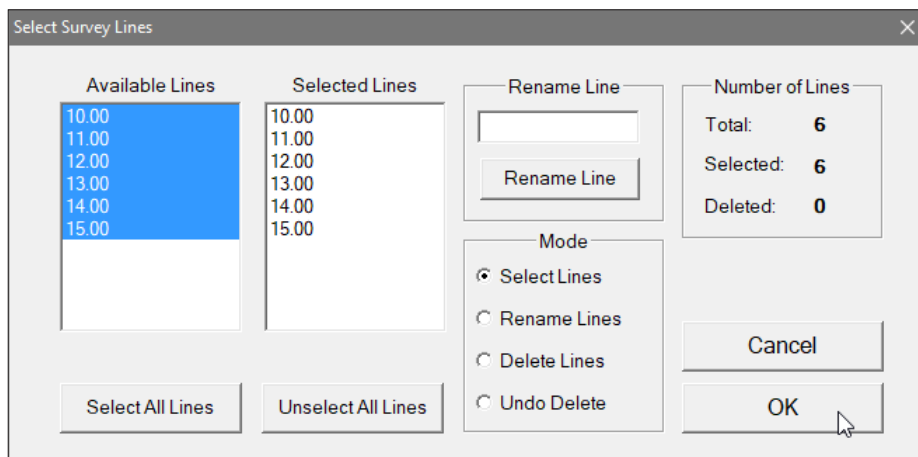 Select Survey Lines
Available Lines
10.00
11.00
12.00
13.00
14.00
15.00
Select All Lines
Selected Lines
10.00
11.00
12.00
13.00
14.00
15.00
Unselect All Lines
Rename Line
Rename Line
Mode
Select Lines
Rename Lines
Delete Lines
Undo Delete
Number of Lines
Total: 6
Selected: 6
Deleted: 0
Cancel
OK